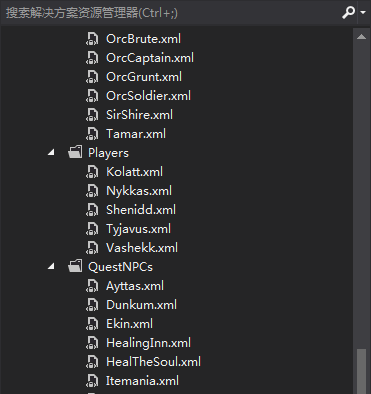 搜索解决方案资源管理器(Ctrl+;)
OrcBrute.xml
OrcCaptain.xml
OrcGrunt.xml
OrcSoldier.xml
SirShire.xml
Tamar.xml
Players
Kolatt.xml
Nykkas.xml
Shenidd.xml
Tyjavus.xml
Vashekk.xml
QuestNPCs
Ayttas.xml
Dunkum.xml
Ekin.xml
HealingInn.xml
HealTheSoul.xml
Itemania.xml